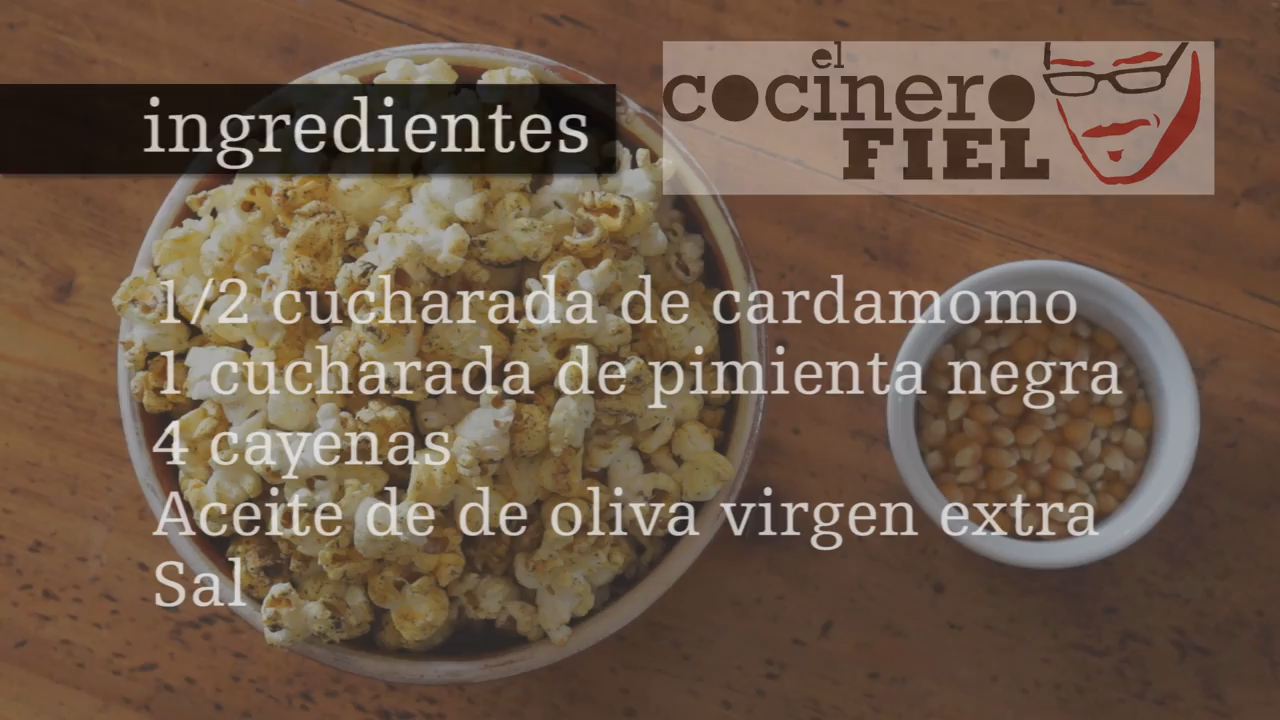 ingredientes
el
cocinero
FIEL
1/2 cucharada de cardamomo
1 cucharada de pimienta negra
4 cayenas
Aceite de de oliva virgen extra
Sal